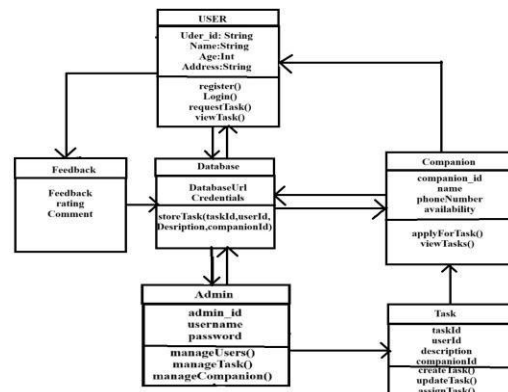 USER
Uder_id: String
Name:String
Age:Int
Address:String
register()
Login()
requestTask()
viewTask()
Feedback
Feedback
rating
Comment
Database
DatabaseUrl
Credentials
storeTask(taskId,userId,
Desription,companionId)
Companion
companion_id
name
phoneNumber
availability
applyForTask()
viewTasks()
Admin
admin_id
username
password
manageUsers()
manageTask()
manageCompanion()
Task
taskId
userId
description
companionId
createTask()
updateTask()
assignTask()